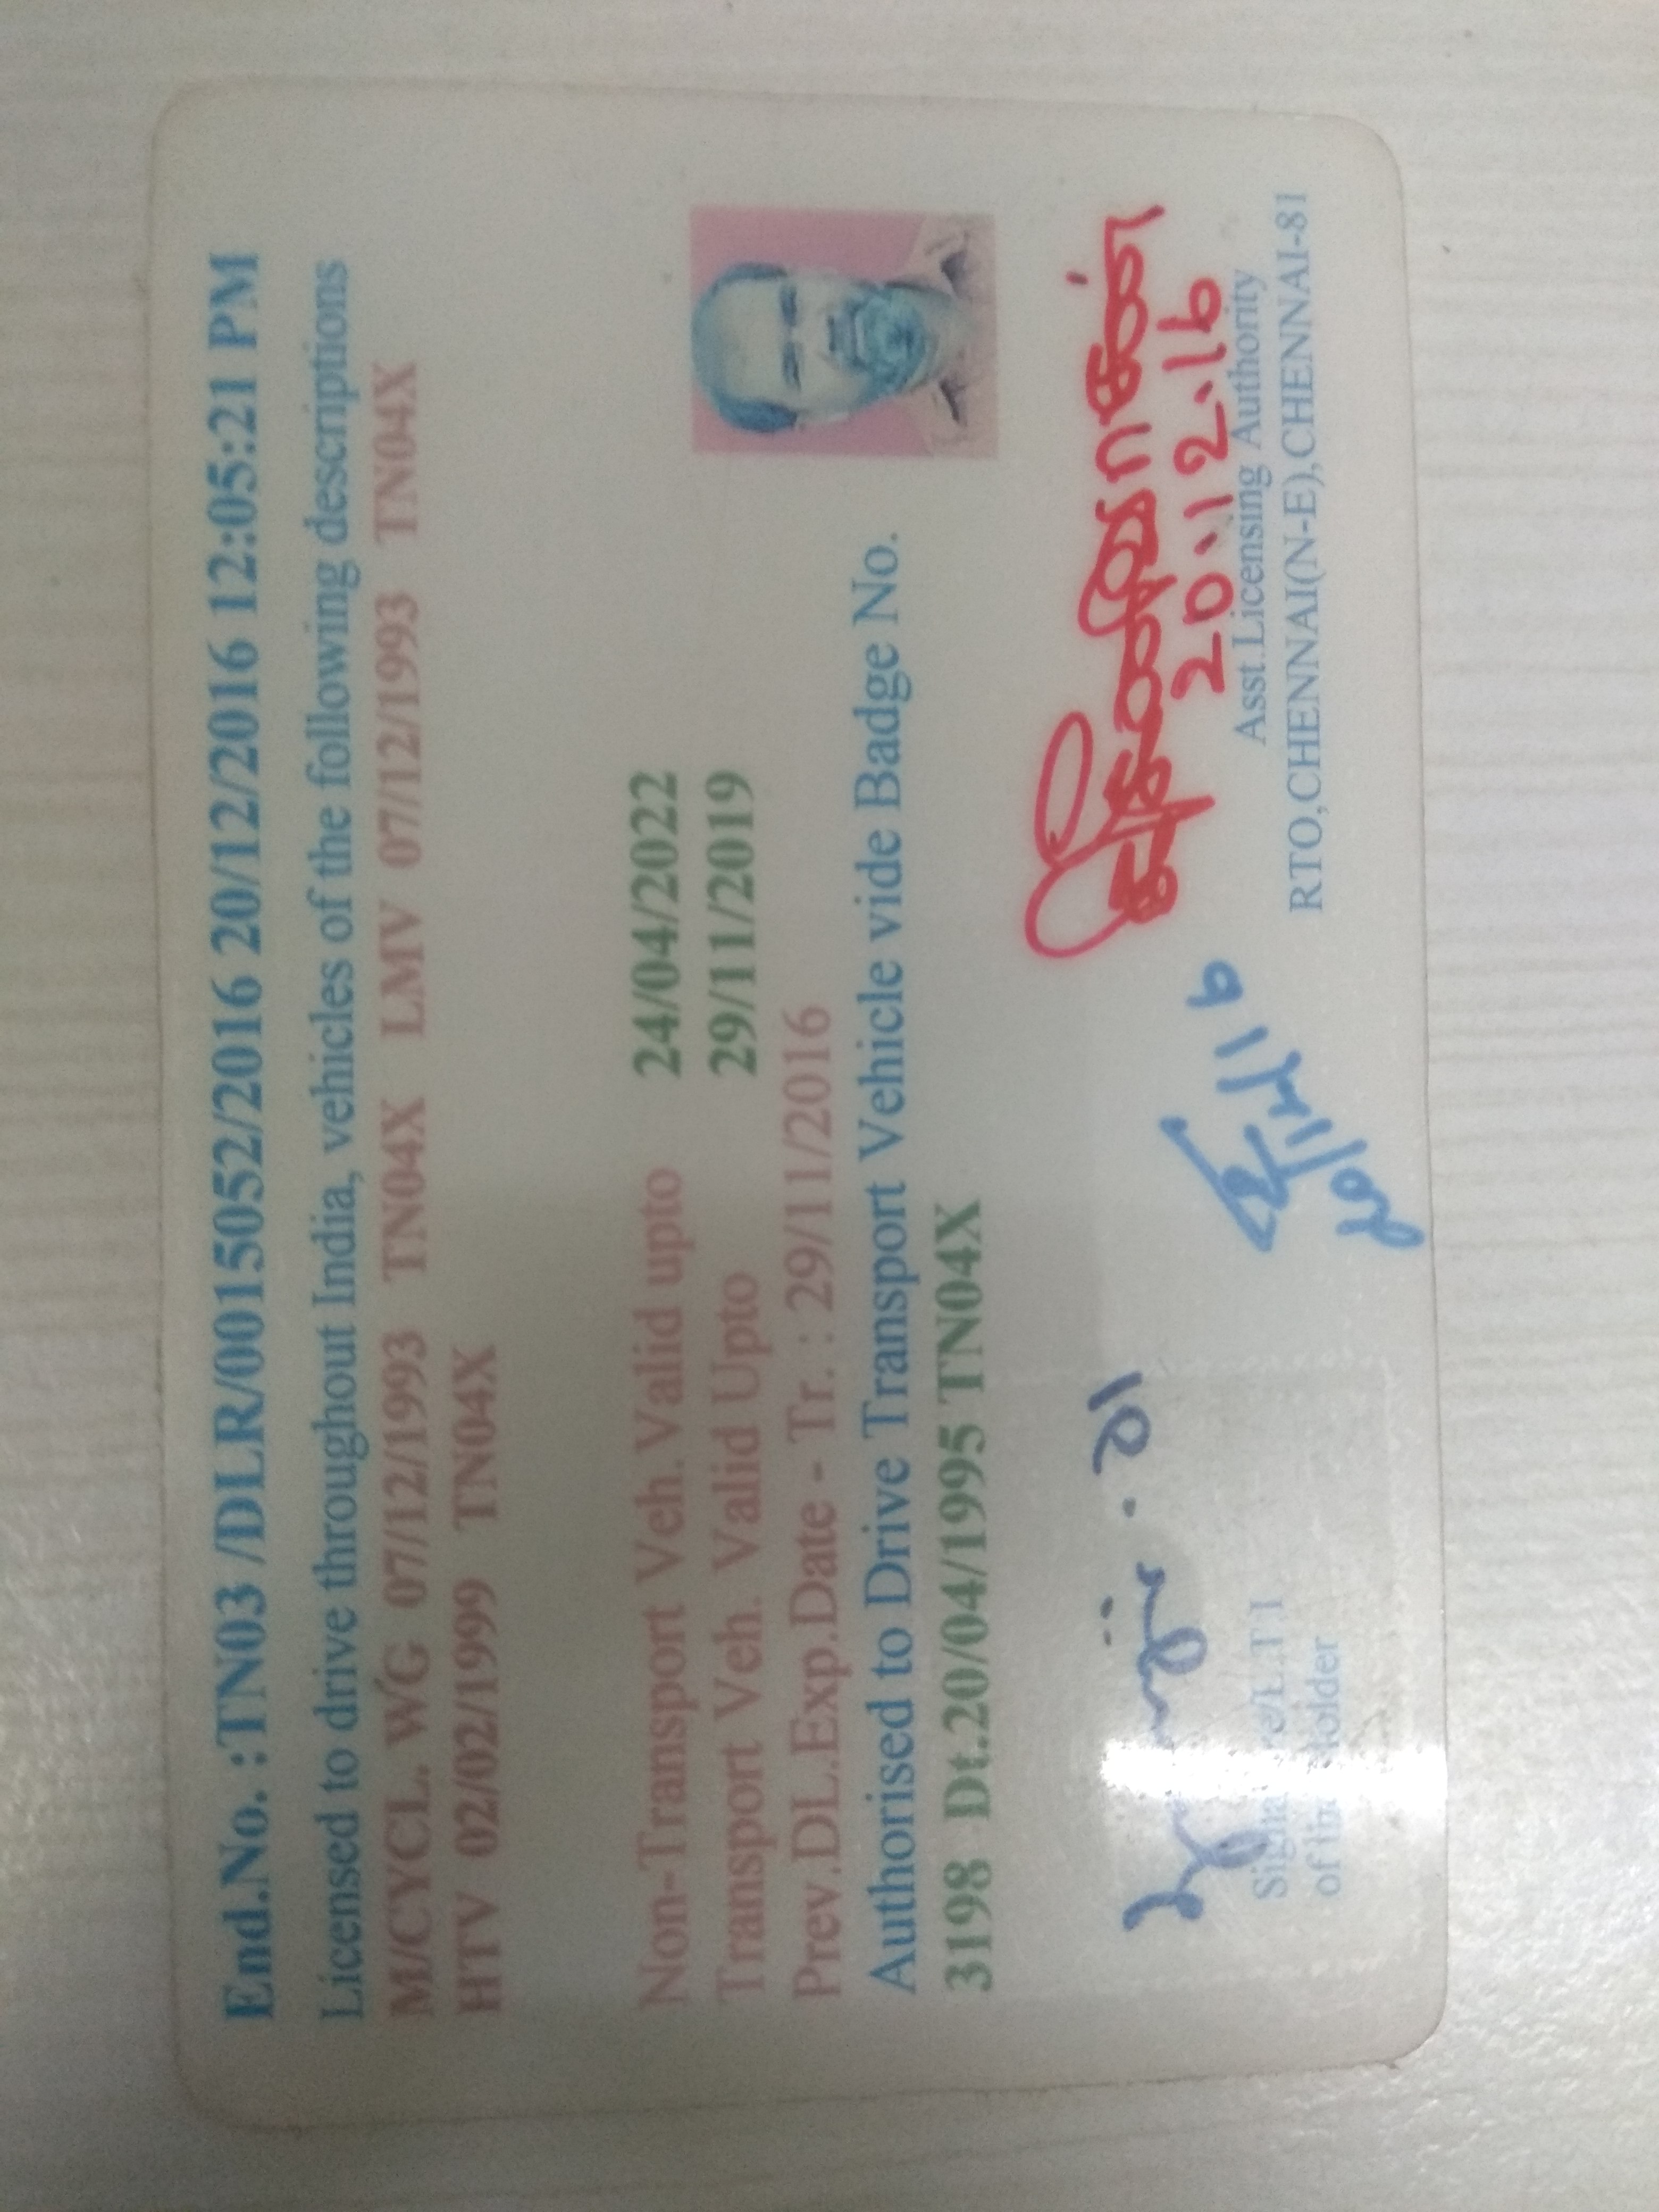 End.No. :TN03 /DLR/0015052/2016 20/12/2016 12:05:21 PM
Licensed to drive throughout India, vehicles of the following descriptions
M/CYCL. WG 07/12/1993 TN04X LMV 07/12/1993 TN04X
HTV 02/02/1999 TN04X
Non-Transport Veh.Valid upto 24/04/2022
Transport Veh. Valid Upto 29/11/2019
Prev.DL.Exp.Date - Tr. : 29/11/2016
Authorised to Drive Transport Vehicle vide Badge No.
3198 Dt.20/04/1995 TN04X
20.12.16
Asst.Licensing Authority
RTO,CHENNAI(N-E),CHENNAI-81
of